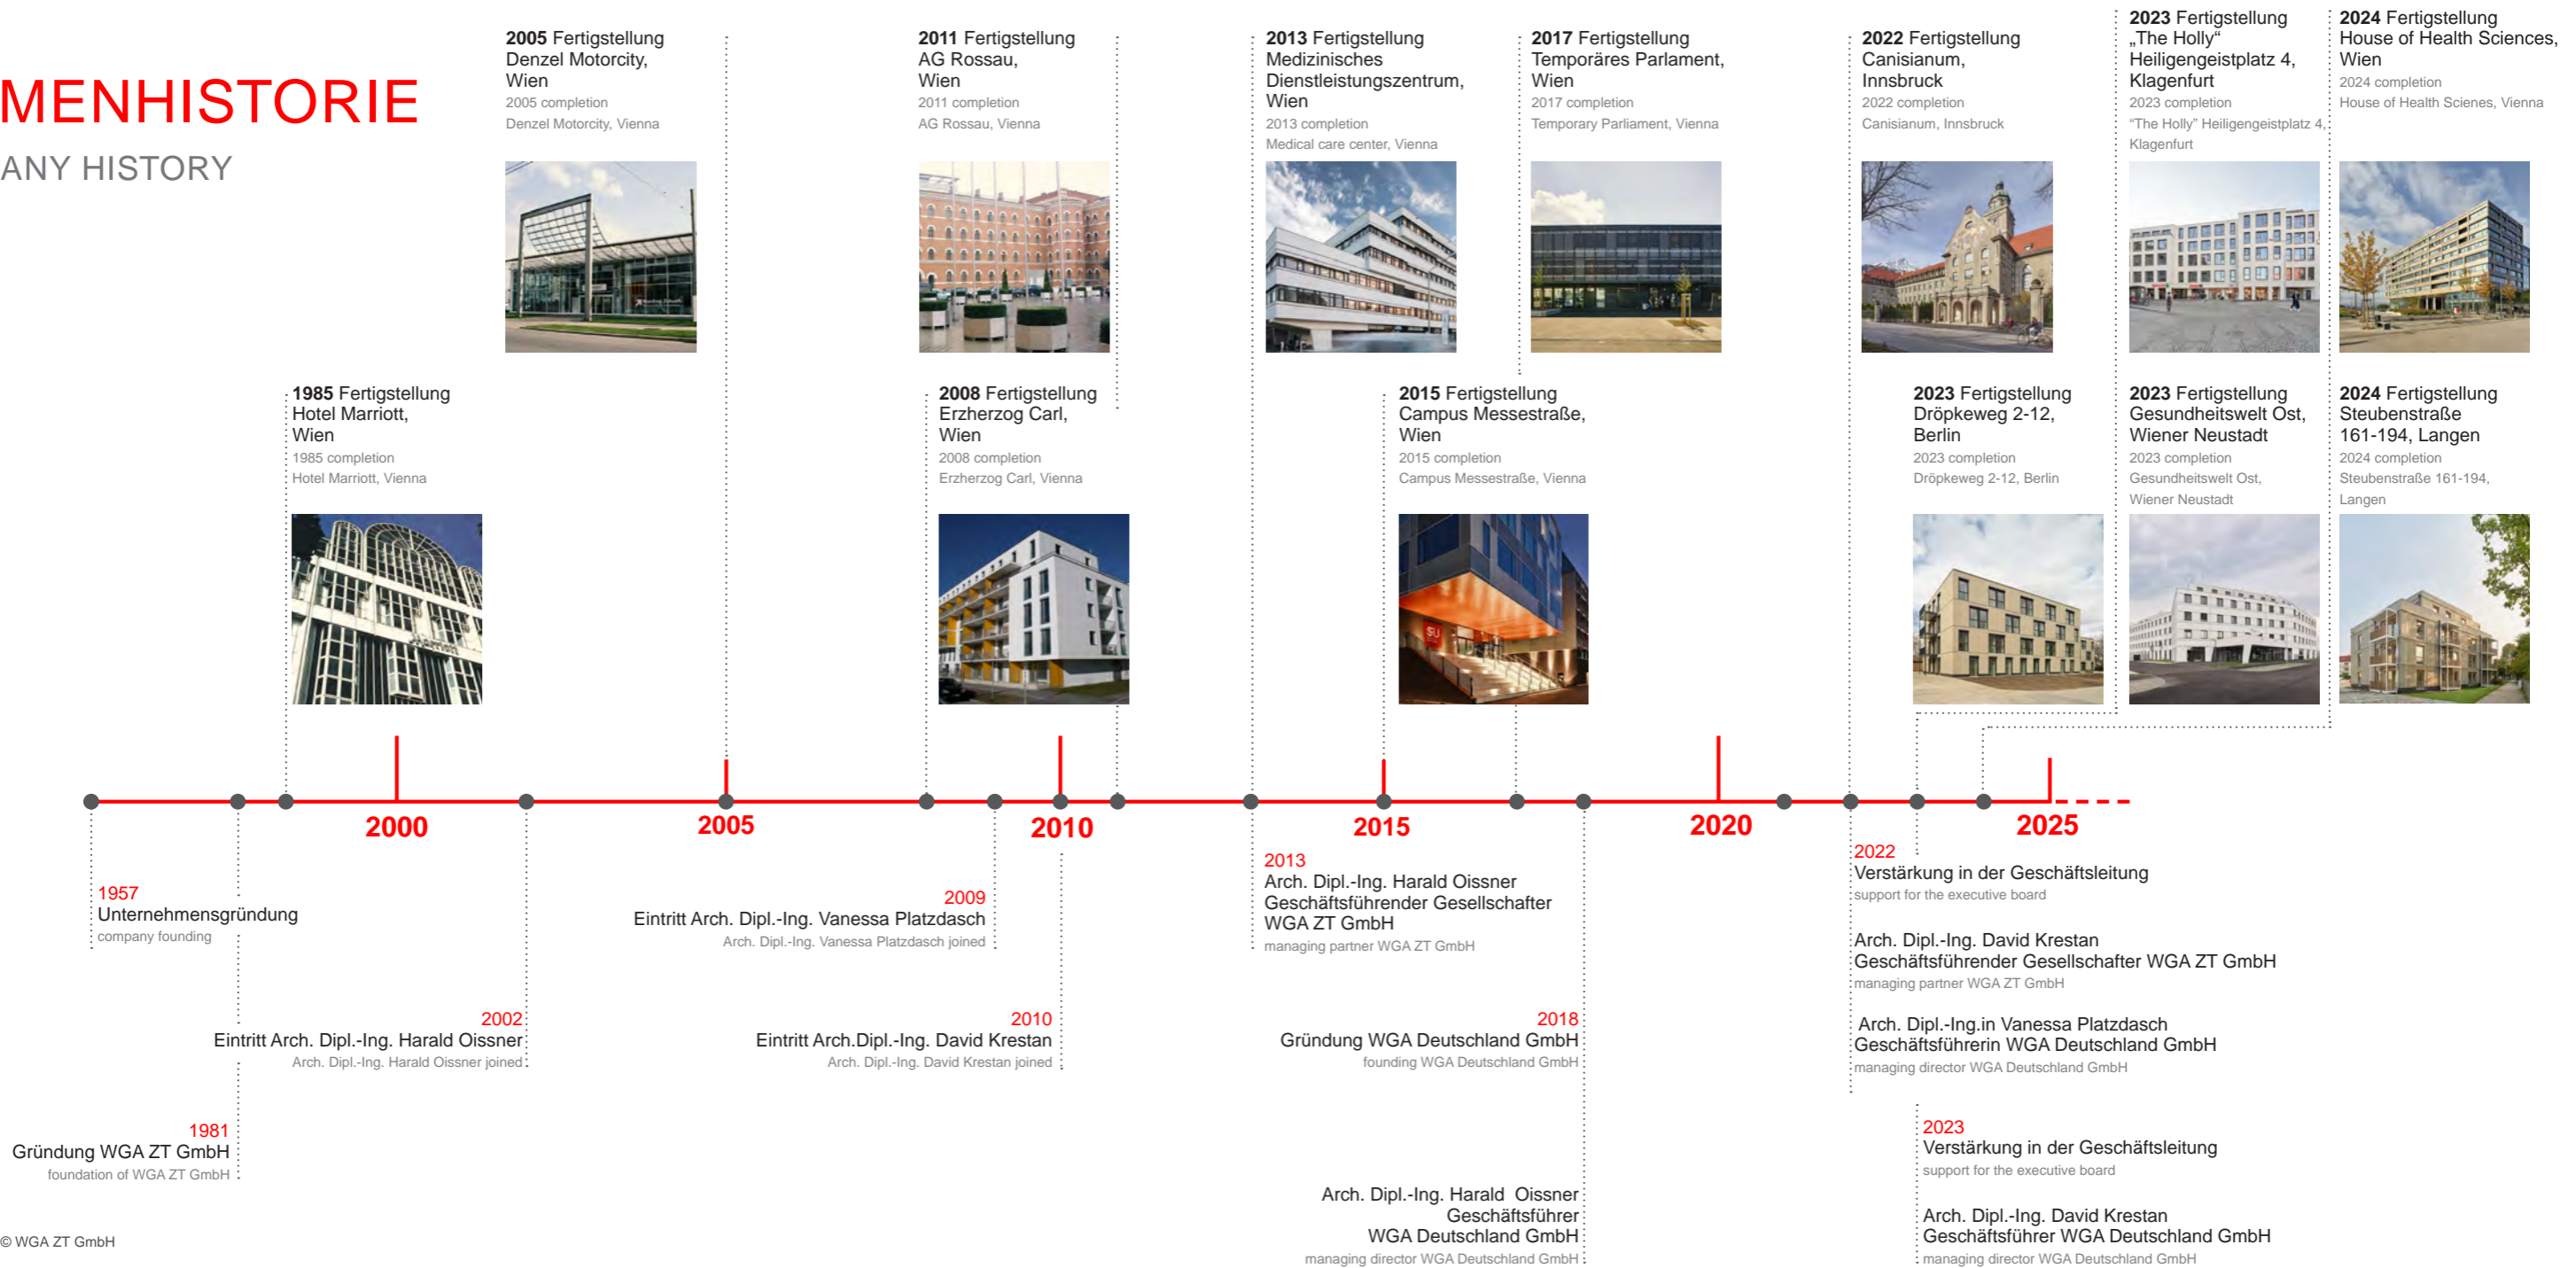 MENHISTORIE
ANY HISTORY
2005 Fertigstellung
Denzel Motorcity,
Wien
2005 completion
Denzel Motorcity, Vienna
2011 Fertigstellung
AG Rossau,
Wien
2011 completion
AG Rossau, Vienna
2013 Fertigstellung
Medizinisches
Dienstleistungszentrum,
Wien
2013 completion
Medical care center, Vienna
2017 Fertigstellung
Temporäres Parlament,
Wien
2017 completion
Temporary Parliament, Vienna
2022 Fertigstellung
Canisianum,
Innsbruck
2022 completion
Canisianum, Innsbruck
2023 Fertigstellung
„The Holly“
Heiligengeistplatz 4,
Klagenfurt
2023 completion
“The Holly” Heiligengeistplatz 4,
Klagenfurt
2024 Fertigstellung
House of Health Sciences,
Wien
2024 completion
House of Health Scienes, Vienna
1985 Fertigstellung
Hotel Marriott,
Wien
1985 completion
Hotel Marriott, Vienna
2008 Fertigstellung
Erzherzog Carl,
Wien
2008 completion
Erzherzog Carl, Vienna
2015 Fertigstellung
Campus Messestraße,
Wien
2015 completion
Campus Messestraße, Vienna
SU
2023 Fertigstellung
Dröpkeweg 2-12,
Berlin
2023 completion
Dröpkeweg 2-12, Berlin
2023 Fertigstellung
Gesundheitswelt Ost,
Wiener Neustadt
2023 completion
Gesundheitswelt Ost,
Wiener Neustadt
2024 Fertigstellung
Steubenstraße
161-194, Langen
2024 completion
Steubenstraße 161-194,
Langen
2000
2005
2010
2015
2020
2025
1957
Unternehmensgründung
company founding
1981
Gründung WGA ZT GmbH
foundation of WGA ZT GmbH
2002
Eintritt Arch. Dipl.-Ing. Harald Oissner
Arch. Dipl.-Ing. Harald Oissner joined
2009
Eintritt Arch. Dipl.-Ing. Vanessa Platzdasch
Arch. Dipl.-Ing. Vanessa Platzdasch joined
2010
Eintritt Arch.Dipl.-Ing. David Krestan
Arch. Dipl.-Ing. David Krestan joined
2013
Arch. Dipl.-Ing. Harald Oissner
Geschäftsführender Gesellschafter
WGA ZT GmbH
managing partner WGA ZT GmbH
2018
Gründung WGA Deutschland GmbH
founding WGA Deutschland GmbH
Arch. Dipl.-Ing. Harald Oissner
Geschäftsführer
WGA Deutschland GmbH
managing director WGA Deutschland GmbH
2022
Verstärkung in der Geschäftsleitung
support for the executive board
Arch. Dipl.-Ing. David Krestan
Geschäftsführender Gesellschafter WGA ZT GmbH
managing partner WGA ZT GmbH
Arch. Dipl.-Ing.in Vanessa Platzdasch
Geschäftsführerin WGA Deutschland GmbH
managing director WGA Deutschland GmbH
2023
Verstärkung in der Geschäftsleitung
support for the executive board
Arch. Dipl.-Ing. David Krestan
Geschäftsführer WGA Deutschland GmbH
managing director WGA Deutschland GmbH
© WGA ZT GmbH